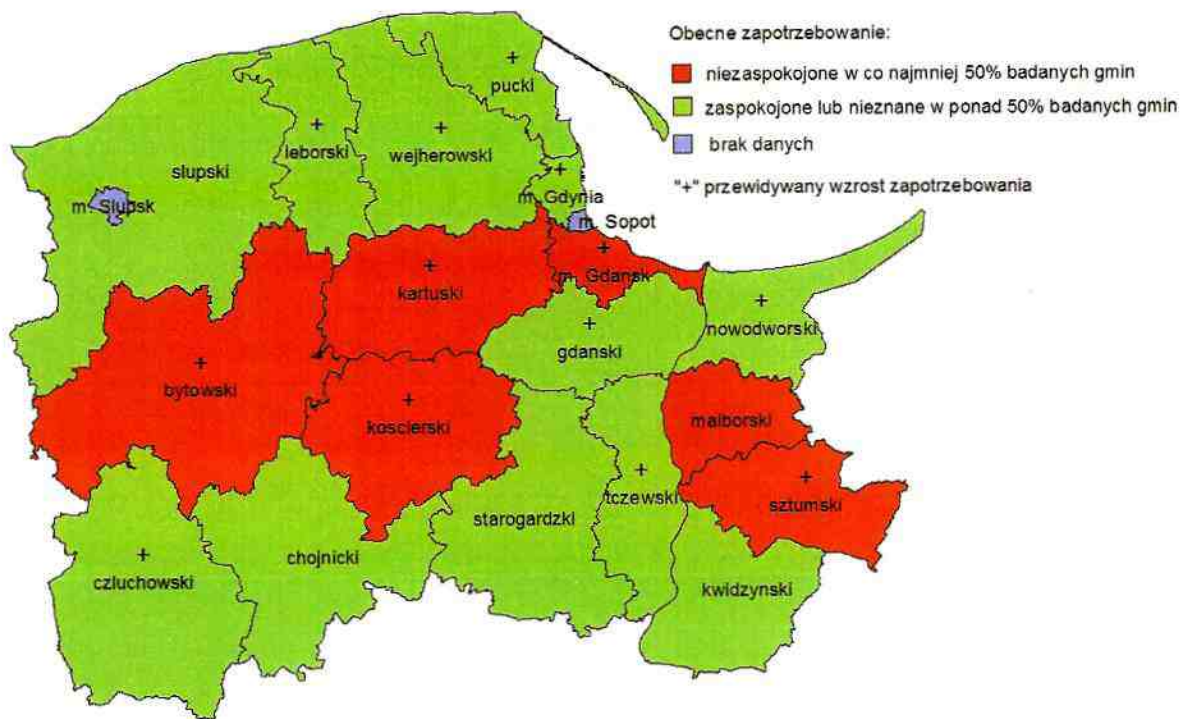 Obecne zapotrzebowanie:
niezaspokojone w co najmniej 50% badanych gmin
zaspokojone lub nieznane w ponad 50% badanych gmin
brak danych
"+" przewidywany wzrost zapotrzebowania
+
pucki
+
leborski
+
wejherowski
slupski
+
m. Gdynia
m. Slupsk
m. Sopot
+
m. Gdansk
+
kartuski
+
nowodworski
+
gdanski
+
bytowski
+
koscierski
malborski
+
tczewski
+
sztumski
starogardzki
chojnicki
+
czluchowski
kwidzynski